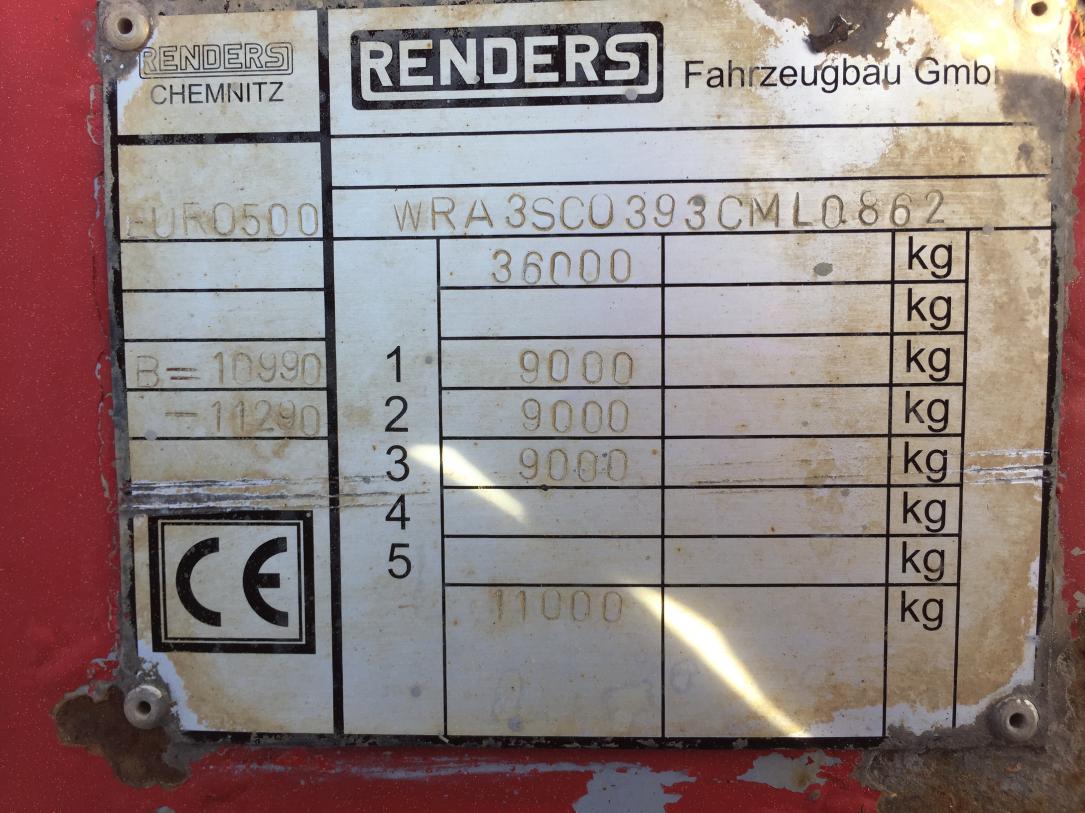 RENDERS
CHEMNITZ
RENDERS Fahrzeugbau GmbH
EURO500 WRA3SC0393CML0862
36000 kg
kg
B=10990 1 9000 kg
=11290 2 9000 kg
3 9000 kg
4 kg
5 kg
11000 kg
CE